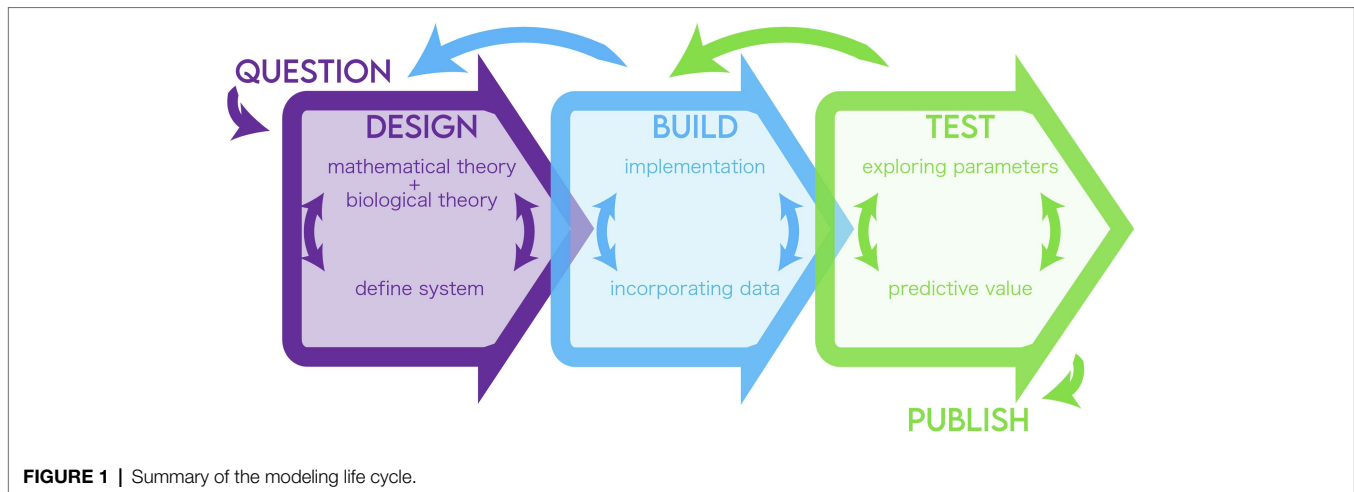 QUESTION
DESIGN
mathematical theory
+
biological theory
define system
BUILD
implementation
incorporating data
TEST
exploring parameters
predictive value
PUBLISH
FIGURE 1 | Summary of the modeling life cycle.